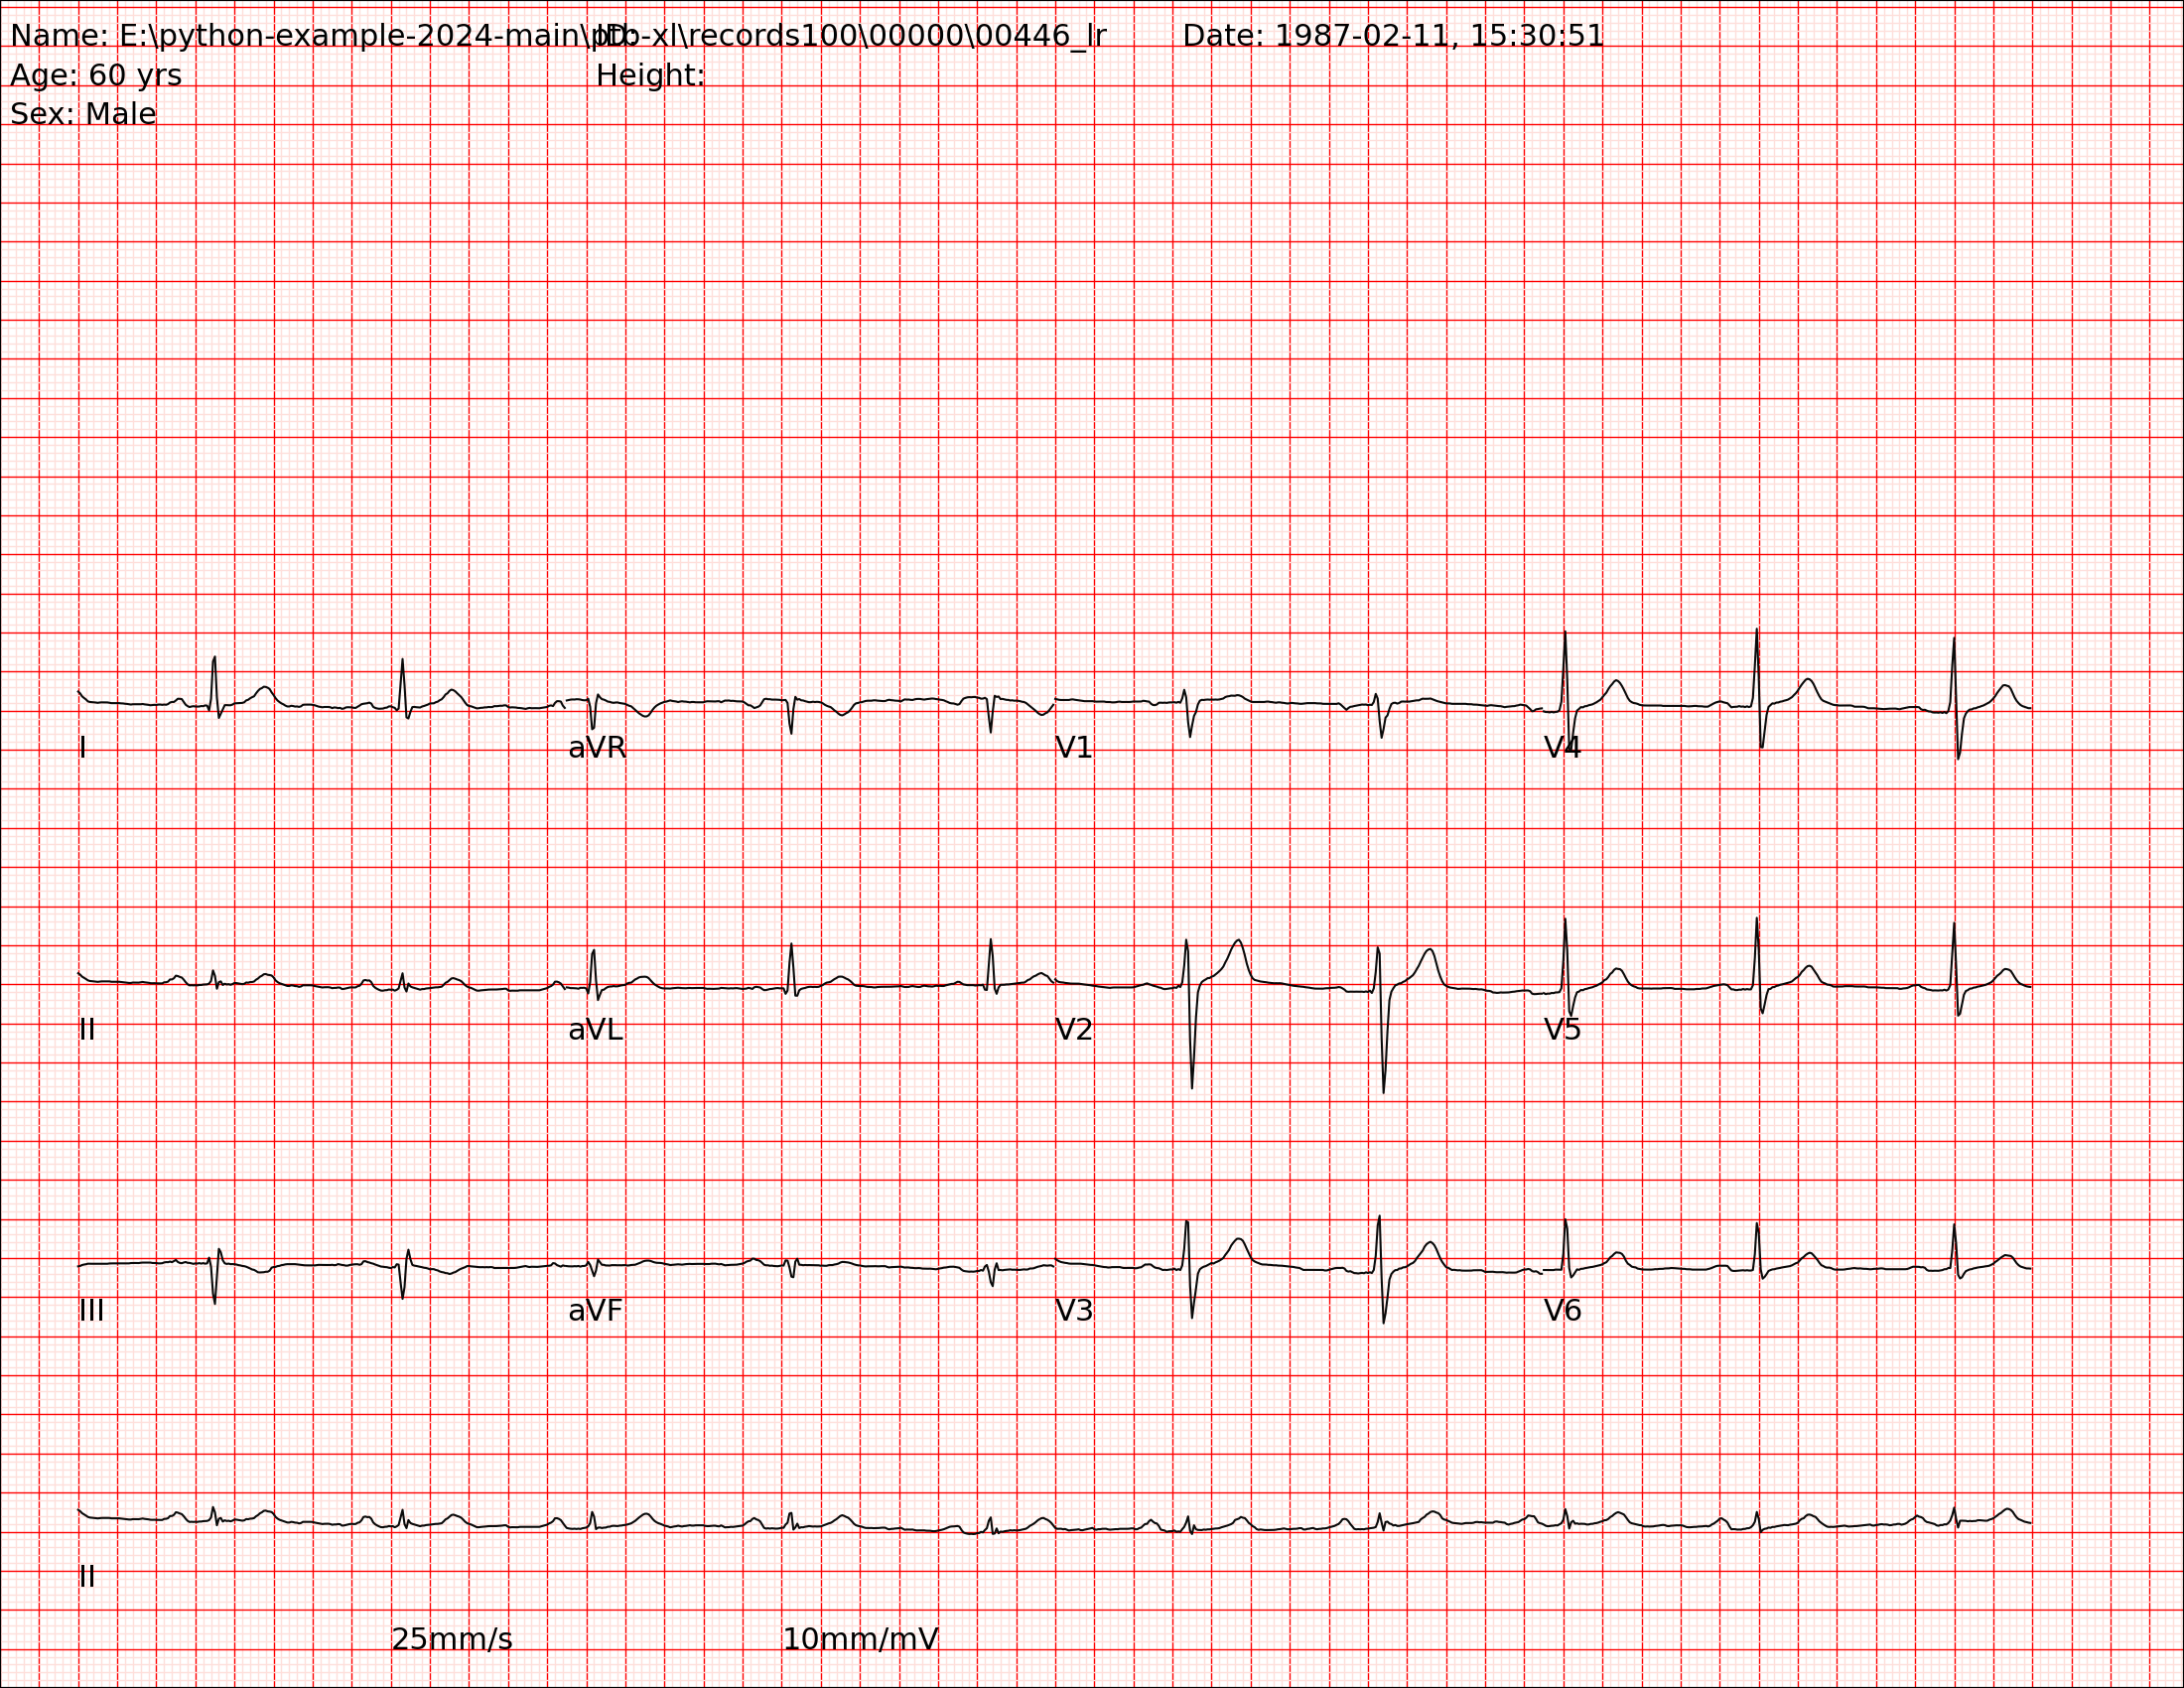 Name: E:\python-example-2024-main\ptb-xl\records100\00000\00446_lr ID: Date: 1987-02-11, 15:30:51
Age: 60 yrs Height:
Sex: Male
I aVR V1 V4
II aVL V2 V5
III aVF V3 V6
II
25mm/s 10mm/mV